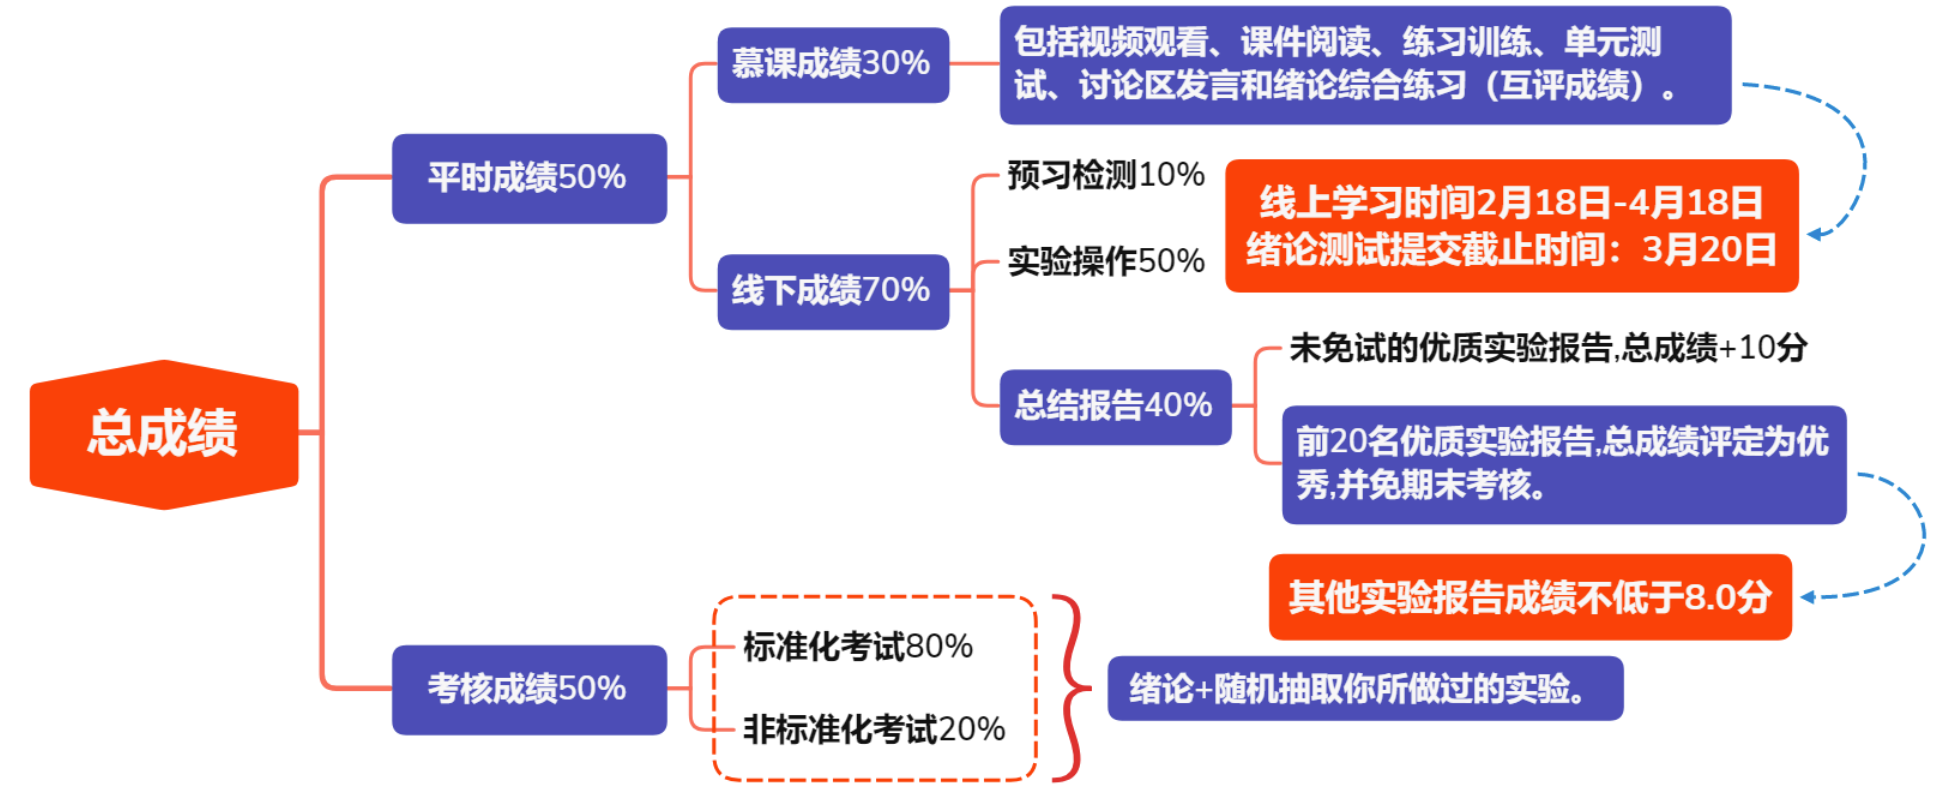 总成绩
平时成绩50%
慕课成绩30%
包括视频观看、课件阅读、练习训练、单元测
试、讨论区发言和绪论综合练习（互评成绩）。
线上学习时间2月18日-4月18日
绪论测试提交截止时间：3月20日
线下成绩70%
预习检测10%
实验操作50%
总结报告40%
未免试的优质实验报告,总成绩+10分
前20名优质实验报告,总成绩评定为优
秀,并免期末考核。
其他实验报告成绩不低于8.0分
考核成绩50%
标准化考试80%
非标准化考试20%
绪论+随机抽取你所做过的实验。